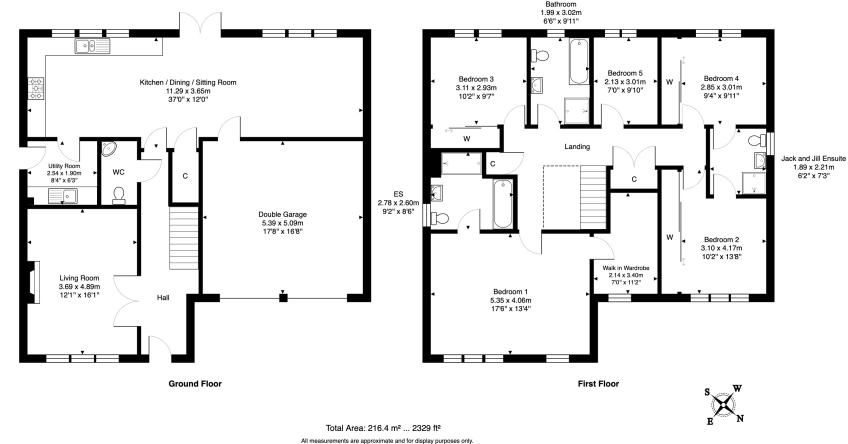 Kitchen / Dining / Sitting Room
11.29 x 3.65m
37'0" x 12'0"
Utility Room
2.54 x 1.90m
8'4" x 6'3"
WC
C
Double Garage
5.39 x 5.09m
17'8" x 16'8"
Living Room
3.69 x 4.89m
12'1" x 16'1"
Hall
Ground Floor
Bathroom
1.99 x 3.02m
6'6" x 9'11"
Bedroom 3
3.11 x 2.93m
10'2" x 9'7"
W
Bedroom 5
2.13 x 3.01m
7'0" x 9'10"
W
Bedroom 4
2.85 x 3.01m
9'4" x 9'11"
Landing
C
C
Jack and Jill Ensuite
1.89 x 2.21m
6'2" x 7'3"
ES
2.78 x 2.60m
9'2" x 8'6"
W
Bedroom 2
3.10 x 4.17m
10'2" x 13'8"
Walk in Wardrobe
2.14 x 3.40m
7'0" x 11'2"
Bedroom 1
5.35 x 4.06m
17'6" x 13'4"
First Floor
S W
E N
Total Area: 216.4 m² ... 2329 ft²
All measurements are approximate and for display purposes only.